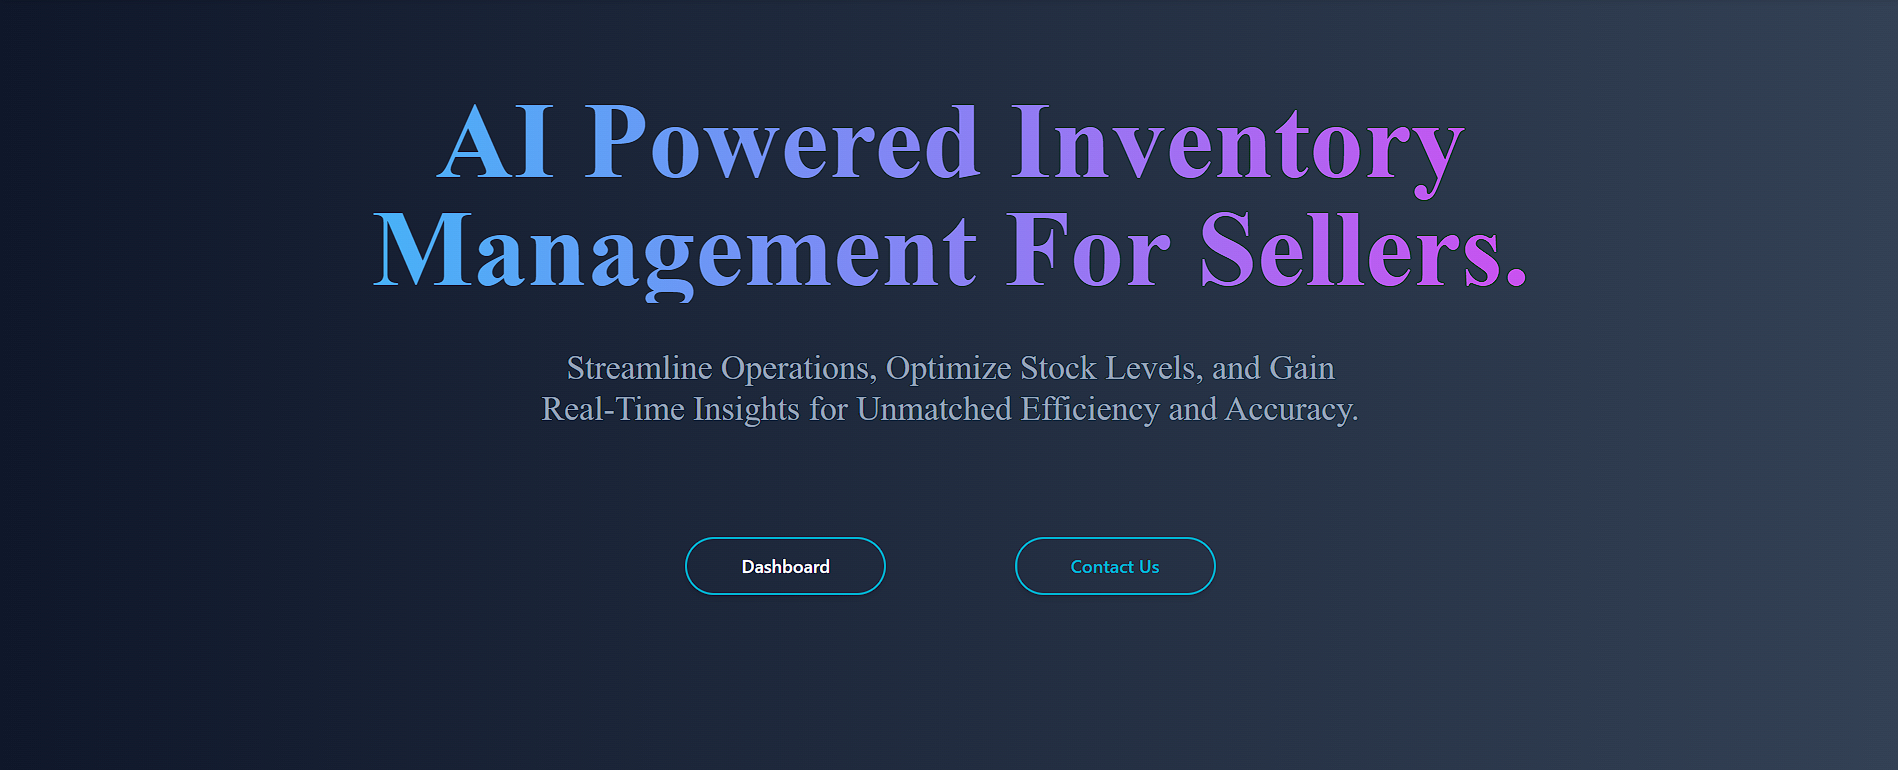 AI Powered Inventory
Management For Sellers.
Streamline Operations, Optimize Stock Levels, and Gain
Real-Time Insights for Unmatched Efficiency and Accuracy.
Dashboard
Contact Us